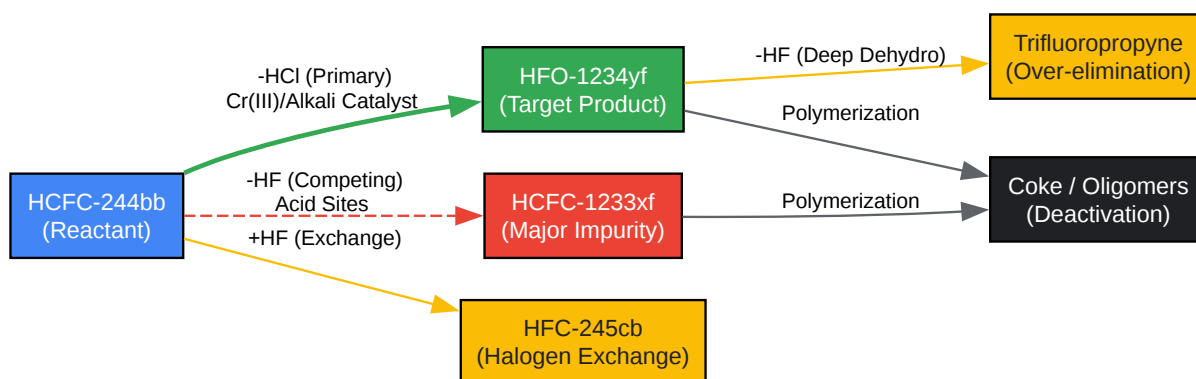 -HCl (Primary)
Cr(III)/Alkali Catalyst
HFO-1234yf
(Target Product)
-HF (Deep Dehydro)
Trifluoropropyne
(Over-elimination)
Polymerization
HCFC-244bb
(Reactant)
-HF (Competing)
Acid Sites
HCFC-1233xf
(Major Impurity)
Polymerization
Coke / Oligomers
(Deactivation)
+HF (Exchange)
HFC-245cb
(Halogen Exchange)